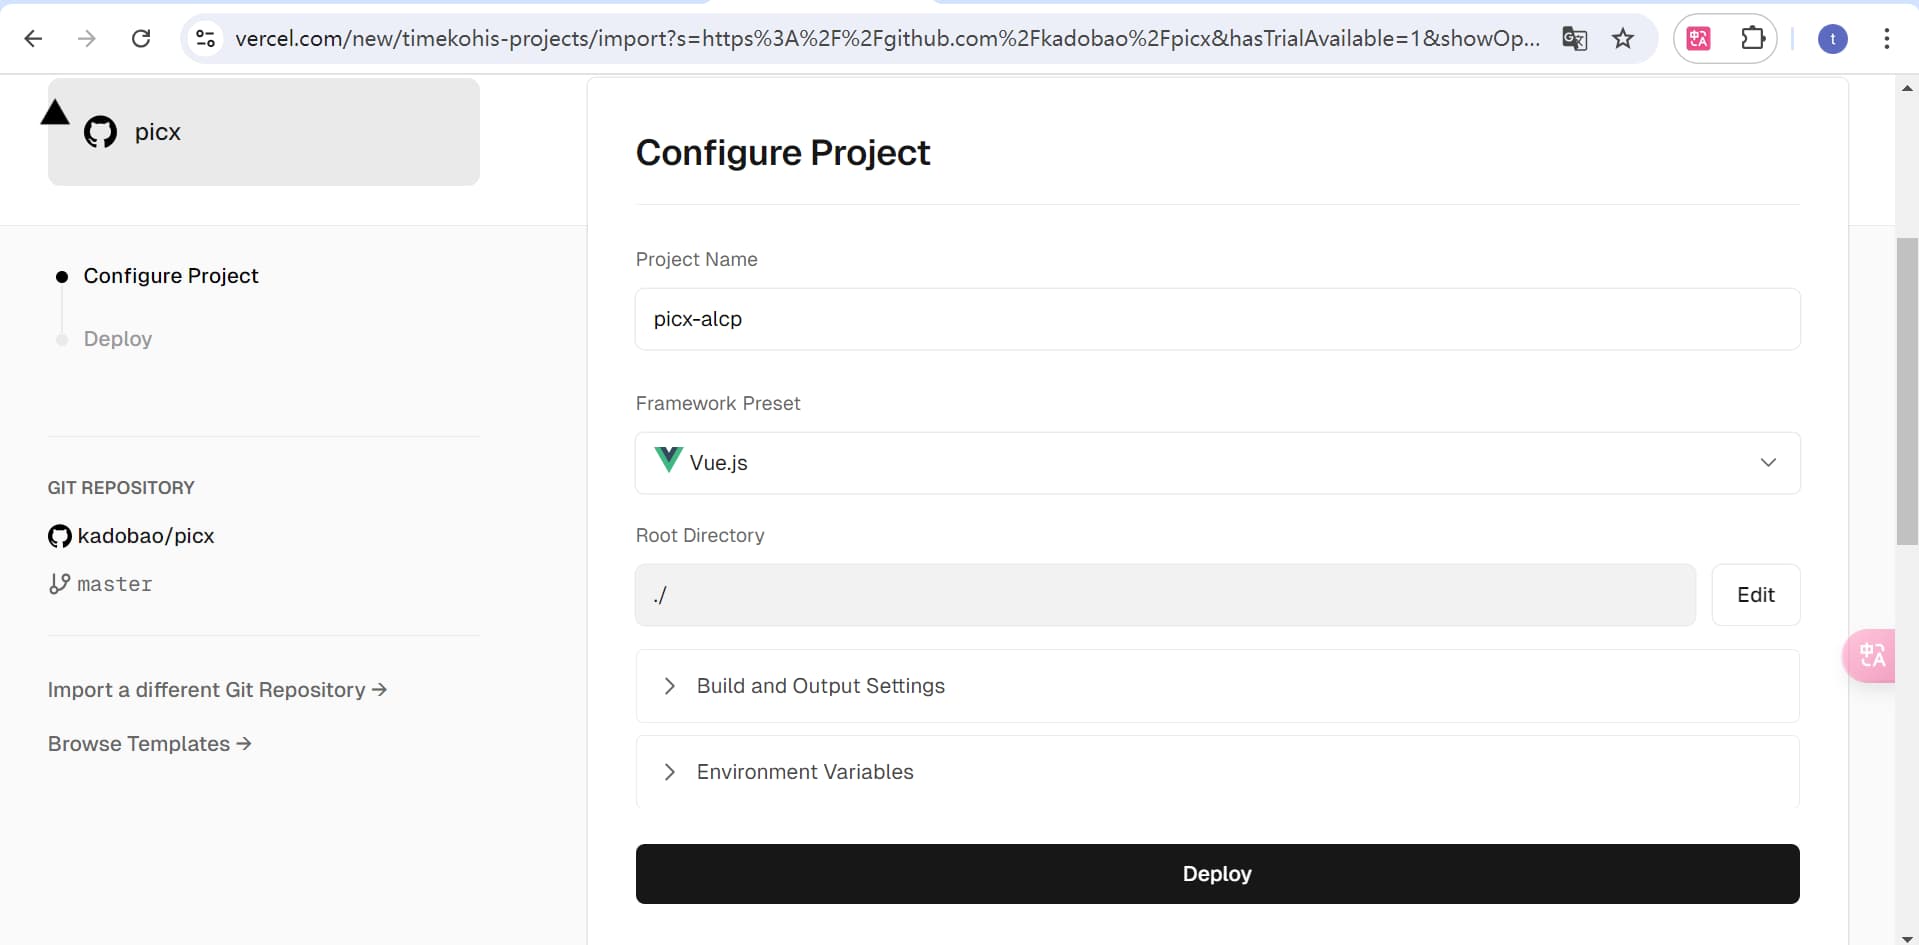 vercel.com/new/timekohis-projects/import?s=https%3A%2F%2Fgithub.com%2Fkadobao%2Fpicx&hasTrialAvailable=1&showOp...
t
picx
Configure Project
Deploy
GIT REPOSITORY
kadobao/picx
master
Import a different Git Repository →
Browse Templates →
Configure Project
Project Name
picx-alcp
Framework Preset
Vue.js
Root Directory
./
Edit
Build and Output Settings
Environment Variables
Deploy
中A